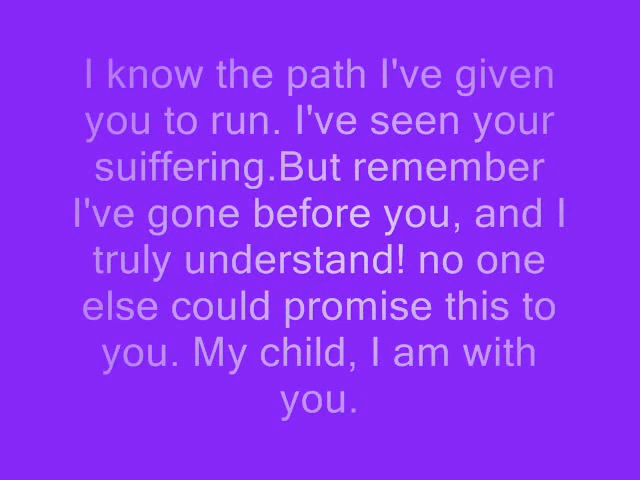 I know the path I've given
you to run. I've seen your
suiffering.But remember
I've gone before you, and I
truly understand! no one
else could promise this to
you. My child, I am with
you.